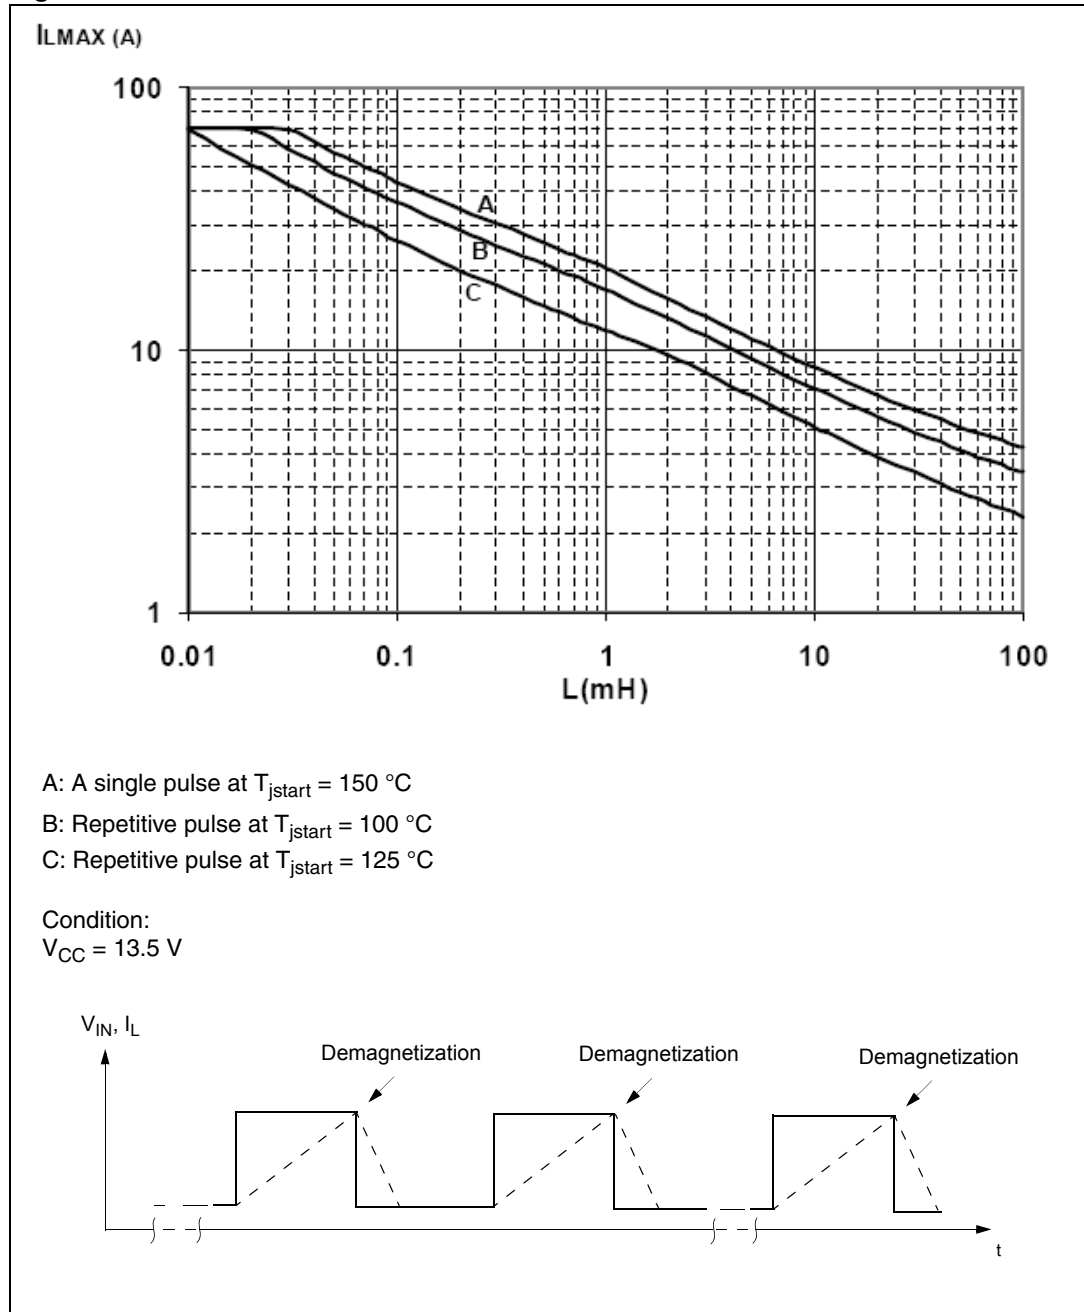 ILMAX (A)
100
10
1
A
B
C
0.01 0.1 1 10 100
L(mH)
A: A single pulse at Tjstart = 150 °C
B: Repetitive pulse at Tjstart = 100 °C
C: Repetitive pulse at Tjstart = 125 °C
Condition:
VCC = 13.5 V
VIN, IL
Demagnetization Demagnetization Demagnetization
t